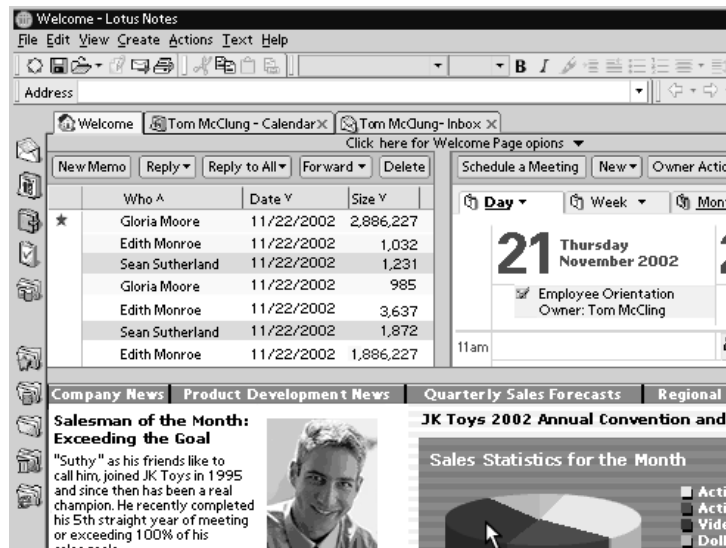 Welcome - Lotus Notes
File Edit View Create Actions Text Help
B I
Address
Welcome Tom McClung - Calendar Tom McClung- Inbox
Click here for Welcome Page opions
New Memo Reply Reply to All Forward Delete
Schedule a Meeting New Owner
Who Date Size
Gloria Moore 11/22/2002 2,886,227
Edith Monroe 11/22/2002 1,032
Sean Sutherland 11/22/2002 1,231
Gloria Moore 11/22/2002 985
Edith Monroe 11/22/2002 3,637
Sean Sutherland 11/22/2002 1,872
Edith Monroe 11/22/2002 1,886,227
Day Week
21 Thursday
November 2002
Employee Orientation
Owner: Tom McCling
11am
Company News Product Development News Quarterly Sales Forecasts Regional
Salesman of the Month:
Exceeding the Goal
"Suthy" as his friends like to
call him, joined JK Toys in 1995
and since then has been a real
champion. He recently completed
his 5th straight year of meeting
or exceeding 100% of his
JK Toys 2002 Annual Convention and
Sales Statistics for the Month